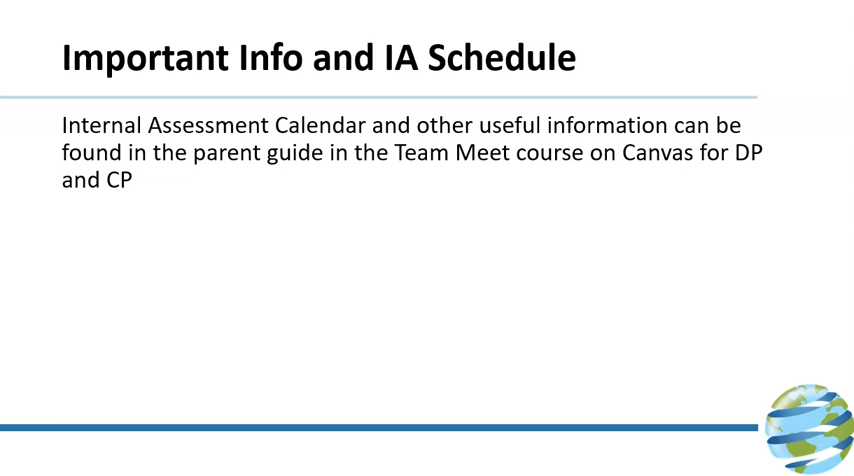 Important Info and IA Schedule
Internal Assessment Calendar and other useful information can be
found in the parent guide in the Team Meet course on Canvas for DP
and CP